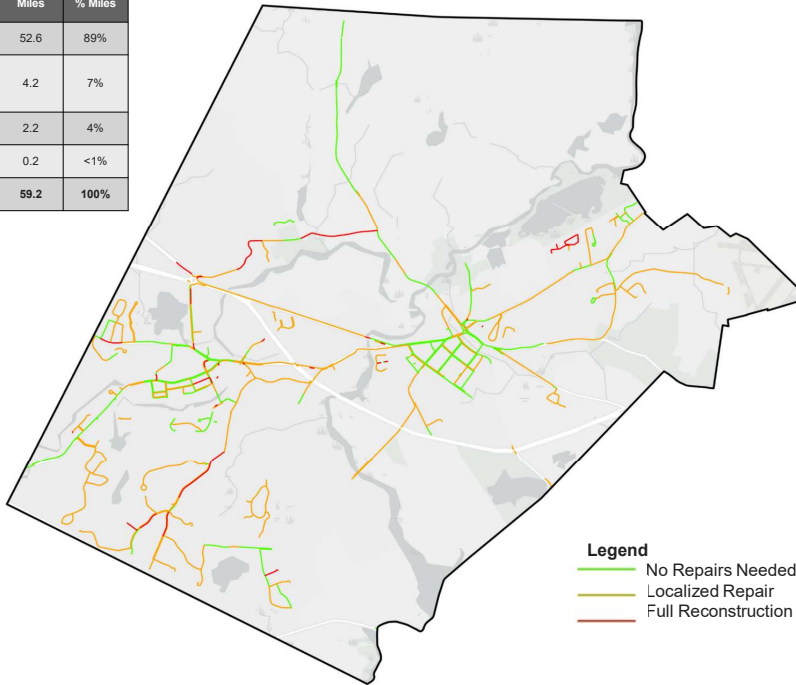 Miles % Miles
52.6 89%
4.2 7%
2.2 4%
0.2 <1%
59.2 100%
Legend
No Repairs Needed
Localized Repair
Full Reconstruction